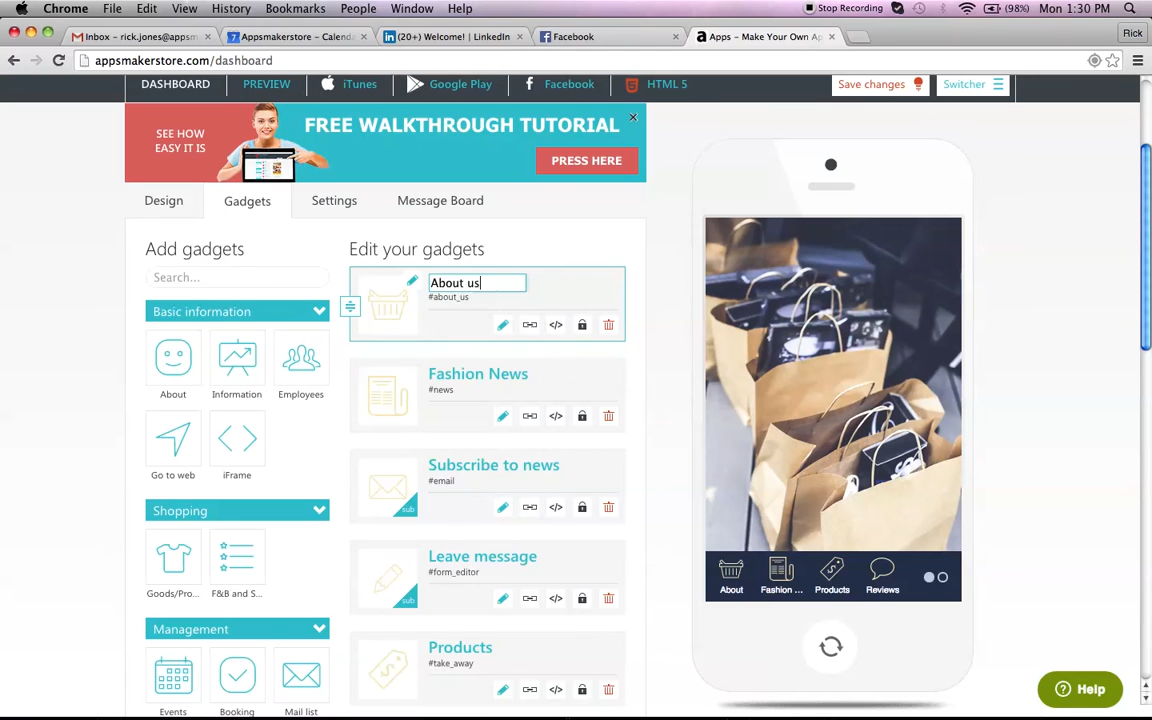 Chrome File Edit View History Bookmarks People Window Help
Stop Recording (98%) Mon 1:30 PM
Inbox - rick.jones@appsm
Appsmakerstore - Calenda
(20+) Welcome! | LinkedIn
Facebook
Apps - Make Your Own Ap
Rick
appsmakerstore.com/dashboard
DASHBOARD PREVIEW iTunes Google Play Facebook HTML 5 Save changes Switcher
SEE HOW
EASY IT IS
FREE WALKTHROUGH TUTORIAL
PRESS HERE
Design Gadgets Settings Message Board
Add gadgets
Search...
Basic information
About Information Employees
Go to web iFrame
Shopping
Goods/Pro... F&B and S...
Management
Events Booking Mail list
Edit your gadgets
About us
#about_us
Fashion News
#news
Subscribe to news
#email
sub
Leave message
#form_editor
sub
Products
#take_away
About Fashion ... Products Reviews
Help